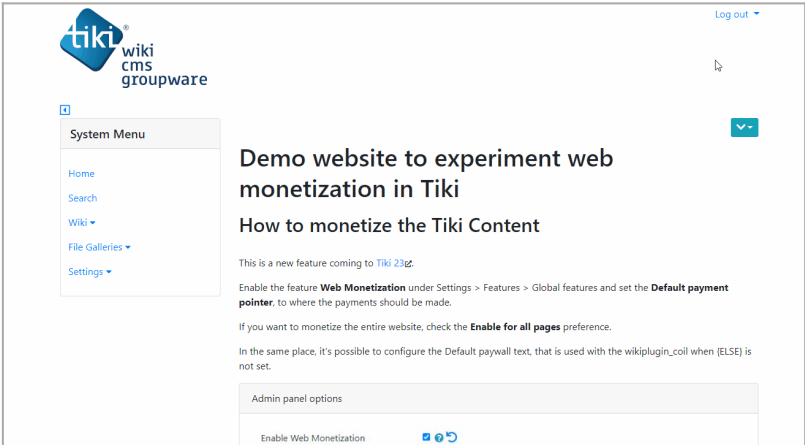 Log out
tiki®
wiki
cms
groupware
System Menu
Home
Search
Wiki
File Galleries
Settings
Demo website to experiment web
monetization in Tiki
How to monetize the Tiki Content
This is a new feature coming to Tiki 23.
Enable the feature Web Monetization under Settings > Features > Global features and set the Default payment
pointer, to where the payments should be made.
If you want to monetize the entire website, check the Enable for all pages preference.
In the same place, it's possible to configure the Default paywall text, that is used with the wikiplugin_coil when {ELSE} is
not set.
Admin panel options
Enable Web Monetization